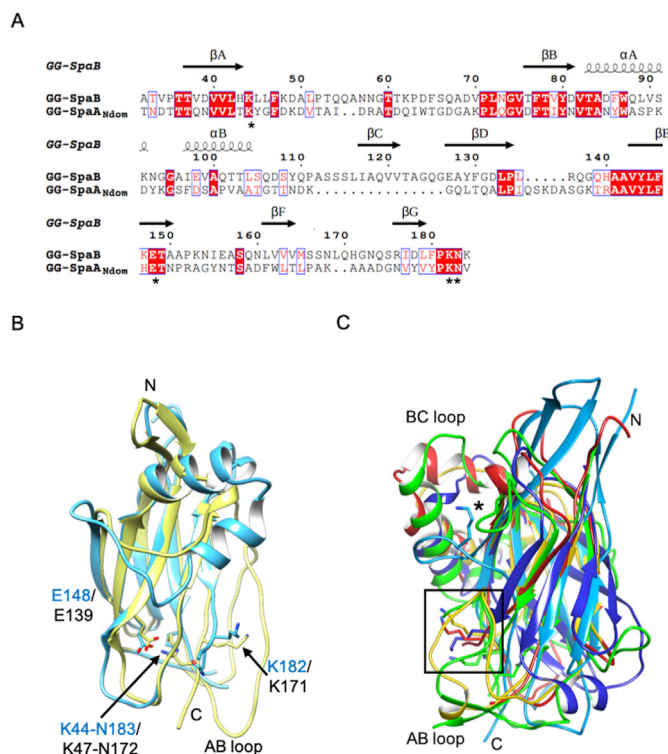 A
βA βB αA
GG-SpaB
40 50 60 70 80 90
GG-SpaB ATVPTTVDVVLHKLLFKDALPTQQANNGTTKPDFSQADVPLNGVTFTVYDVTADFWQLVS
GG-SpaANdom TNDTTTQNVVLTKYGFDKDVTAI..DRATDQIWTGDGAKPLQGVDFTIYNVTANYWASPK
*
αB βC βD βE
GG-SpaB
100 110 120 130 140
GG-SpaB KNGGAIEVAQTTLSQDSYQPASSSLIAQVVTAGQGEAYFGDLPL.....RQGQHAAVYLF
GG-SpaANdom DYKGSFDSAPVAATGTTNDK...............GQLTQALPIQSKDASGKTRAAVYLF
βF βG
GG-SpaB
150 160 170 180
GG-SpaB KETAAPKNIEASQNLVVVMSSNLQHGNQSRIDLFPKNK
GG-SpaANdom HETNPRAGYNTSADFWLTLPAK..AAADGNVYVYPKN
* **
B
N
E148/
E139
K182/
K171
K44-N183/
K47-N172
C
AB loop
C
N
BC loop
*
AB loop
C